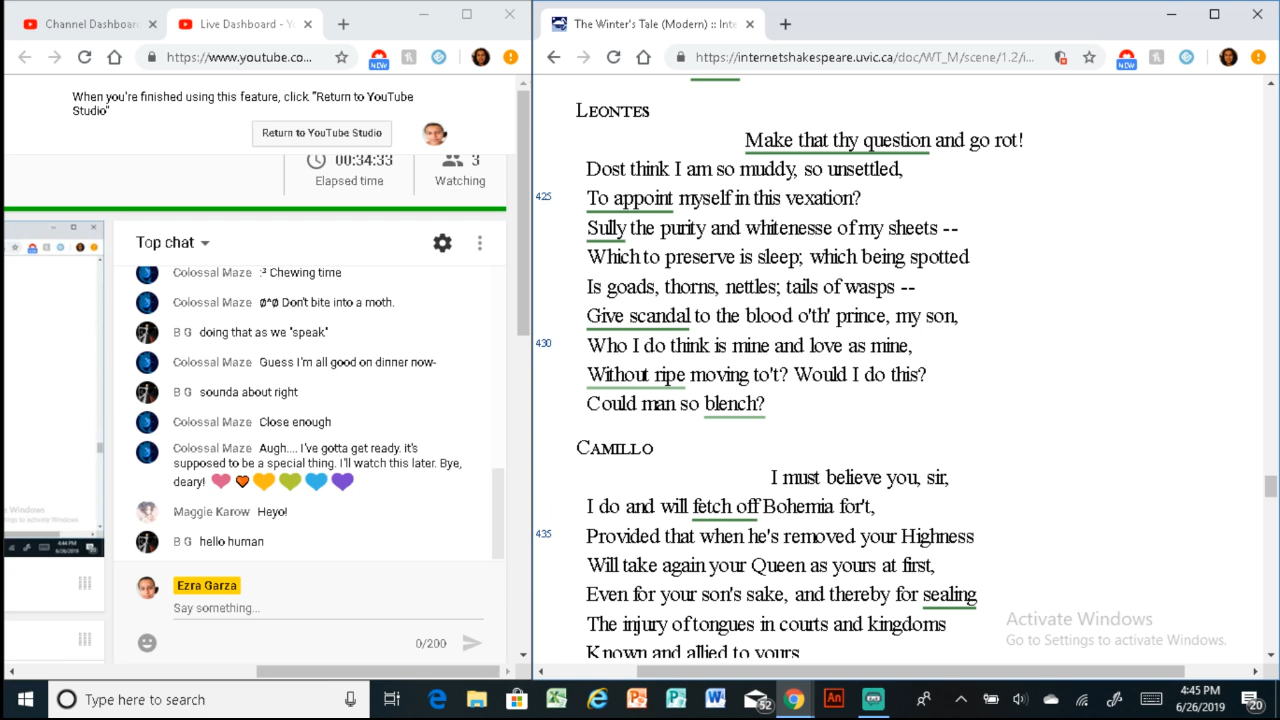 Channel Dashboard
Live Dashboard - Y
The Winter's Tale (Modern) :: Inte
https://www.youtube.co...
NEW
https://internetshakespeare.uvic.ca/doc/WT_M/scene/1.2/i...
NEW
When you're finished using this feature, click "Return to YouTube
Studio"
Return to YouTube Studio
00:34:33
Elapsed time
3
Watching
Top chat
Colossal Maze :³ Chewing time
Colossal Maze ø^ø Don't bite into a moth.
B G doing that as we "speak"
Colossal Maze Guess I'm all good on dinner now-
B G sounda about right
Colossal Maze Close enough
Colossal Maze Augh.... I've gotta get ready. it's
supposed to be a special thing. I'll watch this later. Bye,
deary!
Maggie Karow Heyo!
B G hello human
Ezra Garza
Say something...
0/200
4:44 PM
6/26/2019
LEONTES
Make that thy question and go rot!
Dost think I am so muddy, so unsettled,
425 To appoint myself in this vexation?
Sully the purity and whitenesse of my sheets --
Which to preserve is sleep; which being spotted
Is goads, thorns, nettles; tails of wasps --
Give scandal to the blood o'th' prince, my son,
430 Who I do think is mine and love as mine,
Without ripe moving to't? Would I do this?
Could man so blench?
CAMILLO
I must believe you, sir,
I do and will fetch off Bohemia for't,
435 Provided that when he's removed your Highness
Will take again your Queen as yours at first,
Even for your son's sake, and thereby for sealing
The injury of tongues in courts and kingdoms
Known and allied to yours
Activate Windows
Go to Settings to activate Windows.
Type here to search
52
An
4:45 PM
6/26/2019
20